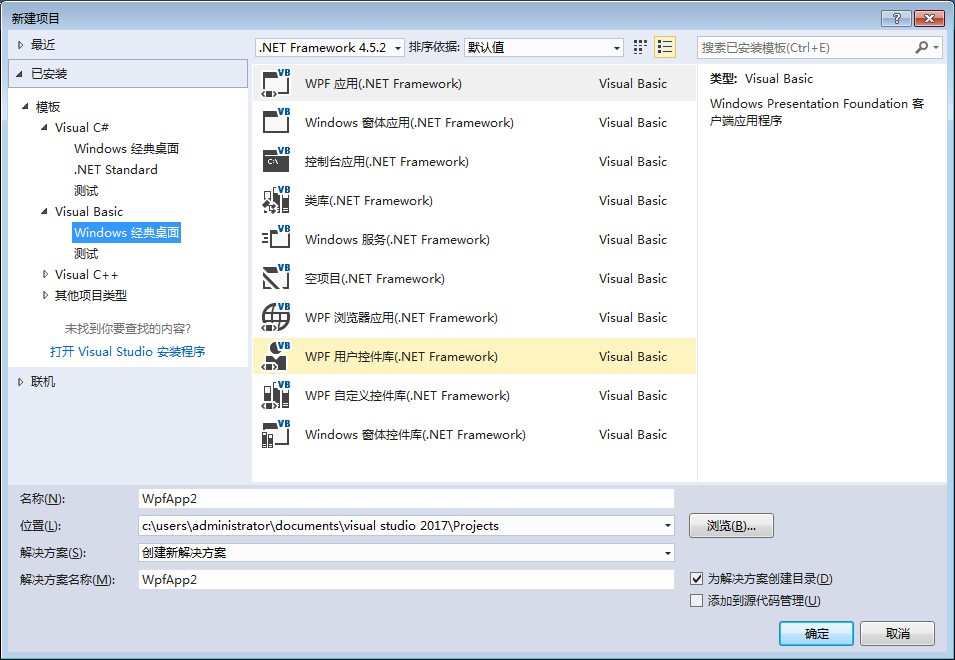 新建项目
最近
.NET Framework 4.5.2
排序依据:
默认值
搜索已安装模板(Ctrl+E)
已安装
模板
Visual C#
Windows 经典桌面
.NET Standard
测试
Visual Basic
Windows 经典桌面
测试
Visual C++
其他项目类型
未找到你要查找的内容?
打开 Visual Studio 安装程序
联机
VB WPF 应用(.NET Framework) Visual Basic
VB Windows 窗体应用(.NET Framework) Visual Basic
VB C:\ 控制台应用(.NET Framework) Visual Basic
VB 类库(.NET Framework) Visual Basic
VB Windows 服务(.NET Framework) Visual Basic
VB 空项目(.NET Framework) Visual Basic
VB WPF 浏览器应用(.NET Framework) Visual Basic
VB WPF 用户控件库(.NET Framework) Visual Basic
VB WPF 自定义控件库(.NET Framework) Visual Basic
VB Windows 窗体控件库(.NET Framework) Visual Basic
类型: Visual Basic
Windows Presentation Foundation 客
户端应用程序
名称(N): WpfApp2
位置(L): c:\users\administrator\documents\visual studio 2017\Projects 浏览(B)...
解决方案(S): 创建新解决方案
解决方案名称(M): WpfApp2
为解决方案创建目录(D)
添加到源代码管理(U)
确定 取消